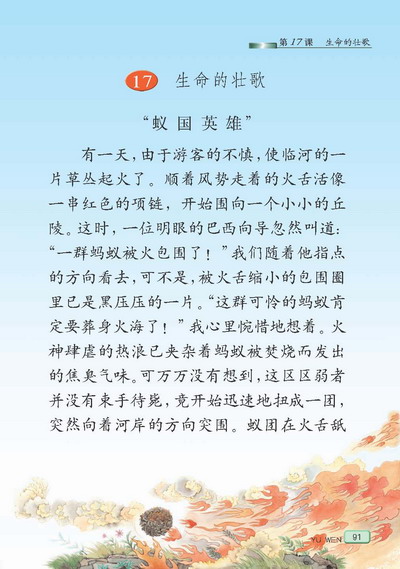 第17课 生命的壮歌
17 生命的壮歌
“蚁国英雄”
有一天，由于游客的不慎，使临河的一
片草丛起火了。顺着风势走着的火舌活像
一串红色的项链，开始围向一个小小的丘
陵。这时，一位明眼的巴西向导忽然叫道：
“一群蚂蚁被火包围了！”我们随着他指点
的方向看去，可不是，被火舌缩小的包围圈
里已是黑压压的一片。“这群可怜的蚂蚁肯
定要葬身火海了！”我心里惋惜地想着。火
神肆虐的热浪已夹杂着蚂蚁被焚烧而发出
的焦臭气味。可万万没有想到，这区区弱者
并没有束手待毙，竟开始迅速地扭成一团，
突然向着河岸的方向突围。蚁团在火舌舐
YU WEN 91